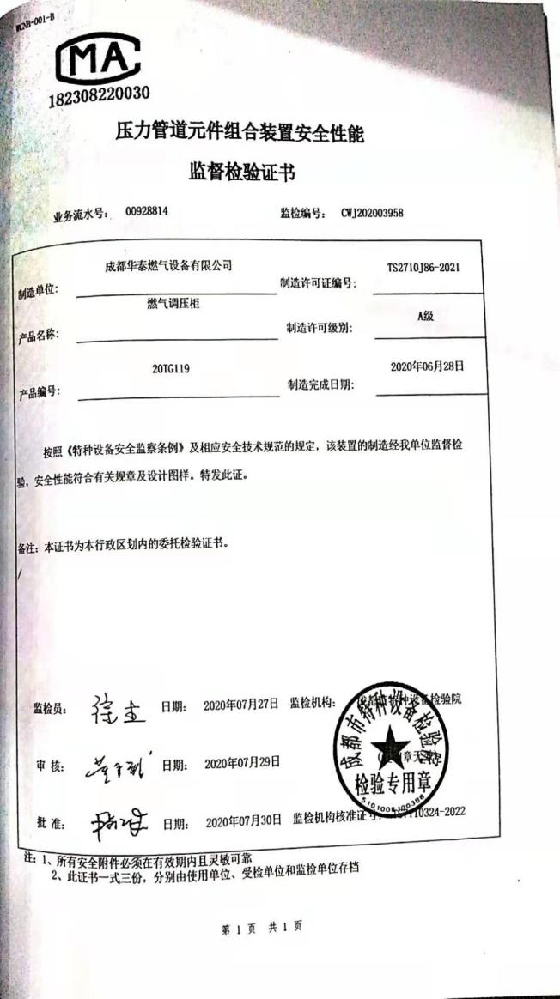 MA
182308220030
压力管道元件组合装置安全性能
监督检验证书
业务流水号: 00928814 监检编号: CWJ202003958
制造单位: 成都华泰燃气设备有限公司 制造许可证编号: TS2710J86-2021
产品名称: 燃气调压柜 制造许可级别: A级
产品编号: 20TG119 制造完成日期: 2020年06月28日
按照《特种设备安全监察条例》及相应安全技术规范的规定，该装置的制造经我单位监督检
验，安全性能符合有关规章及设计图样。特发此证。
备注: 本证书为本行政区划内的委托检验证书。
/
监检员: 日期: 2020年07月27日 监检机构: 成都市特种设备检验院
审 核: 日期: 2020年07月29日
成都市特种设备检验院
检验专用章
批 准: 日期: 2020年07月30日 监检机构核准证号: 110324-2022
注: 1、所有安全附件必须在有效期内且灵敏可靠
2、此证书一式三份，分别由使用单位、受检单位和监检单位存档
第 1 页 共 1 页